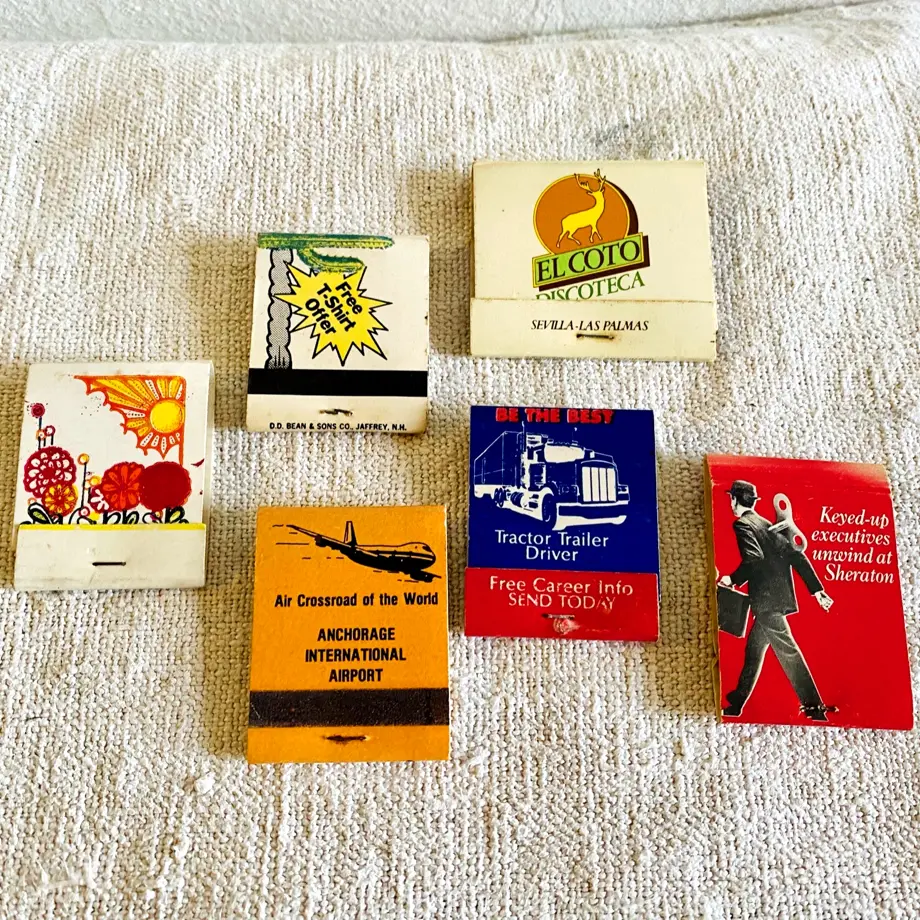 EL COTO
DISCOTECA
SEVILLA-LAS PALMAS
Free
T-Shirt
Offer
D.D. BEAN & SONS CO., JAFFREY, N.H.
BE THE BEST
Tractor Trailer
Driver
Free Career Info
SEND TODAY
Keyed-up
executives
unwind at
Sheraton
Air Crossroad of the World
ANCHORAGE
INTERNATIONAL
AIRPORT